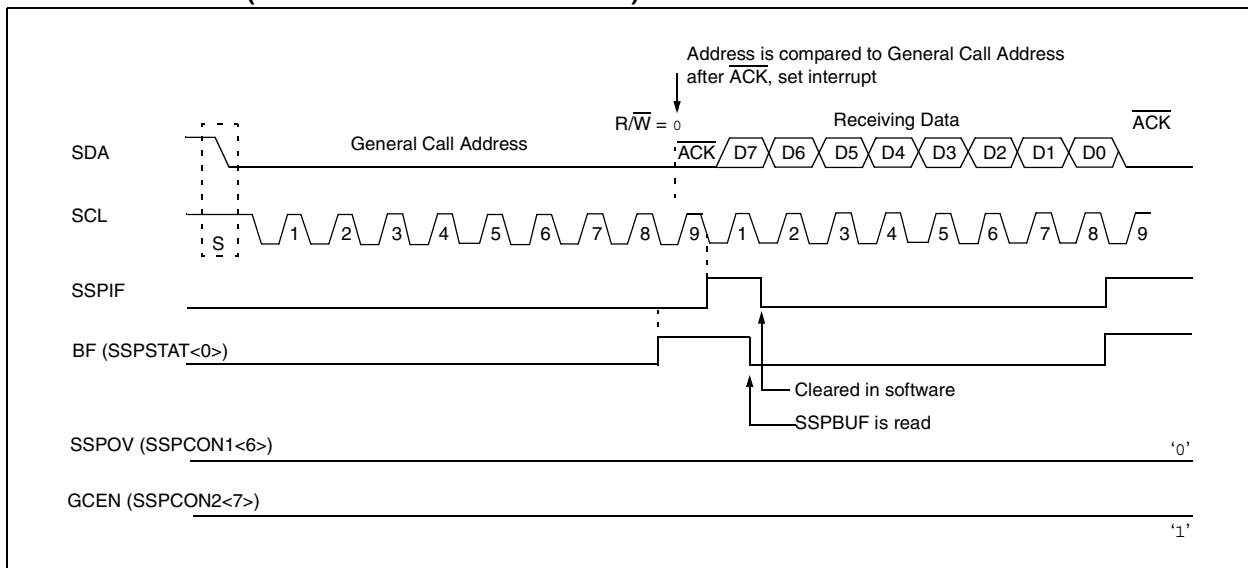 Address is compared to General Call Address
after ACK, set interrupt
R/W = 0
Receiving Data
ACK
SDA
General Call Address
ACK D7 D6 D5 D4 D3 D2 D1 D0
SCL
S
1 2 3 4 5 6 7 8 9 1 2 3 4 5 6 7 8 9
SSPIF
BF (SSPSTAT<0>)
Cleared in software
SSPBUF is read
SSPOV (SSPCON1<6>)
‘0’
GCEN (SSPCON2<7>)
‘1’